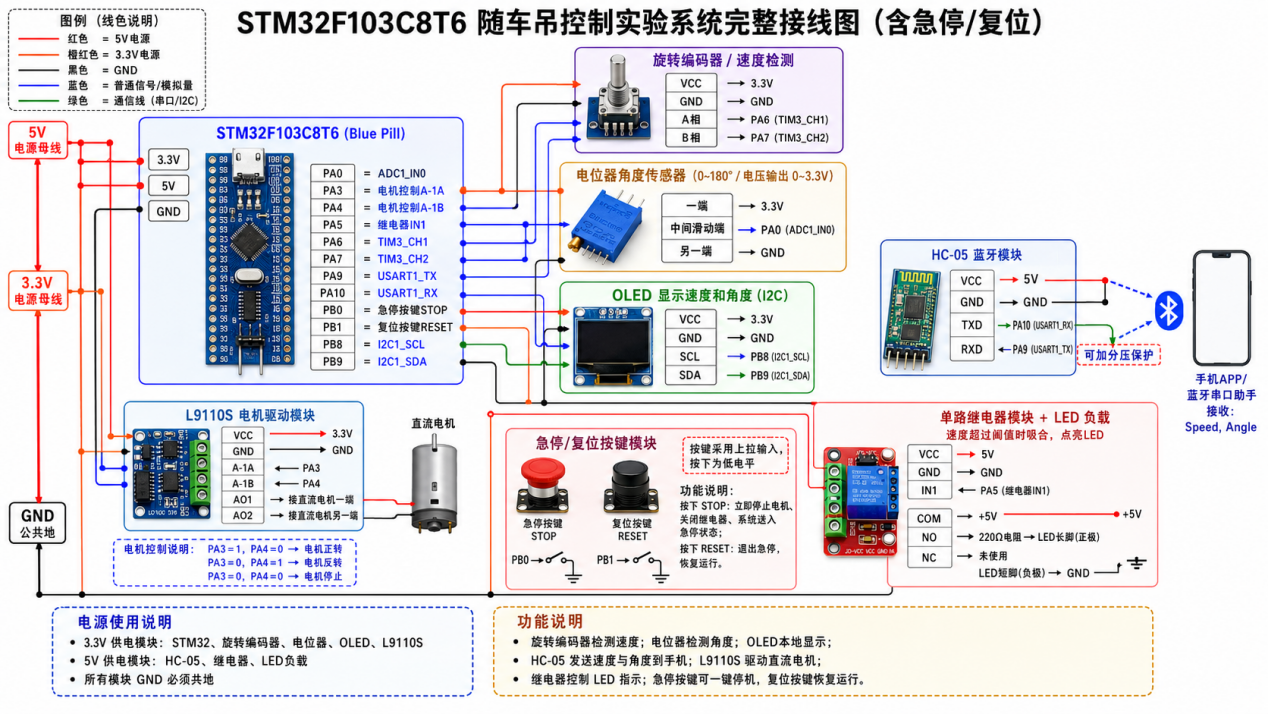 STM32F103C8T6 随车吊控制实验系统完整接线图（含急停/复位）
图例（线色说明）
红色 = 5V电源
橙红色 = 3.3V电源
黑色 = GND
蓝色 = 普通信号/模拟量
绿色 = 通信线 (串口/I2C)
5V
电源母线
3.3V
电源母线
GND
公共地
STM32F103C8T6 (Blue Pill)
3.3V
5V
GND
PA0 = ADC1_IN0
PA3 = 电机控制A-1A
PA4 = 电机控制A-1B
PA5 = 继电器IN1
PA6 = TIM3_CH1
PA7 = TIM3_CH2
PA9 = USART1_TX
PA10 = USART1_RX
PB0 = 急停按键STOP
PB1 = 复位按键RESET
PB8 = I2C1_SCL
PB9 = I2C1_SDA
旋转编码器 / 速度检测
VCC → 3.3V
GND → GND
A相 → PA6 (TIM3_CH1)
B相 → PA7 (TIM3_CH2)
电位器角度传感器（0~180° / 电压输出 0~3.3V）
一端 → 3.3V
中间滑动端 → PA0 (ADC1_IN0)
另一端 → GND
OLED 显示速度和角度 (I2C)
VCC → 3.3V
GND → GND
SCL → PB8 (I2C1_SCL)
SDA → PB9 (I2C1_SDA)
HC-05 蓝牙模块
VCC → 5V
GND → GND
TXD → PA10 (USART1_RX)
RXD ← PA9 (USART1_TX)
可加分压保护
手机APP/
蓝牙串口助手
接收:
Speed, Angle
L9110S 电机驱动模块
VCC → 3.3V
GND → GND
A-1A ← PA3
A-1B ← PA4
AO1 → 接直流电机一端
AO2 → 接直流电机另一端
直流电机
电机控制说明: PA3=1, PA4=0 → 电机正转
PA3=0, PA4=1 → 电机反转
PA3=0, PA4=0 → 电机停止
急停/复位按键模块
按键采用上拉输入，
按下为低电平
急停按键
STOP
复位按键
RESET
PB0→
PB1→
功能说明:
按下 STOP: 立即停止电机、
关闭继电器、系统送入
急停状态；
按下 RESET: 退出急停，
恢复运行。
单路继电器模块 + LED 负载
速度超过阈值时吸合，点亮LED
VCC → 5V
GND → GND
IN1 ← PA5 (继电器IN1)
COM → +5V
+5V
NO → 220Ω电阻 → LED长脚(正极)
NC → 未使用
LED短脚(负极) → GND
电源使用说明
• 3.3V 供电模块: STM32、旋转编码器、电位器、OLED、L9110S
• 5V 供电模块: HC-05、继电器、LED负载
• 所有模块 GND 必须共地
功能说明
• 旋转编码器检测速度；电位器检测角度；OLED本地显示；
• HC-05 发送速度与角度到手机；L9110S 驱动直流电机；
• 继电器控制 LED 指示；急停按键可一键停机，复位按键恢复运行。